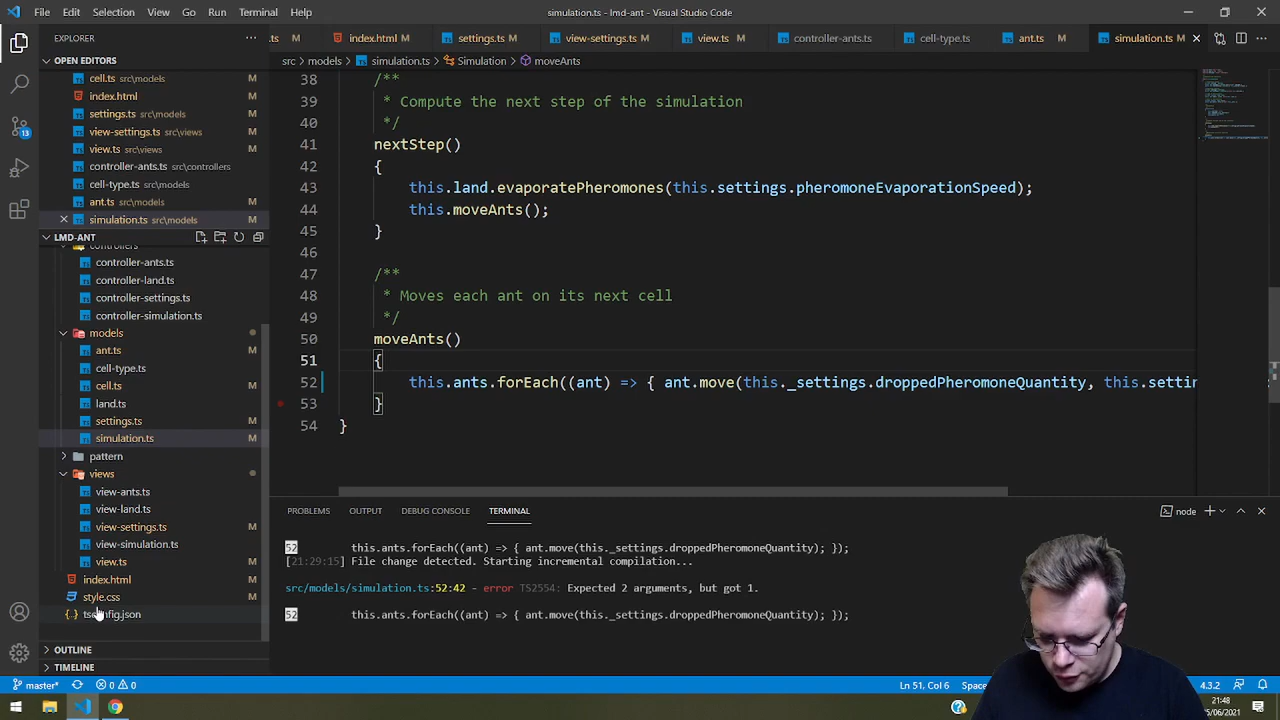 File Edit Selection View Go Run Terminal Help
simulation.ts - lmd-ant - Visual Studio Code
EXPLORER
.ts M index.html M settings.ts M view-settings.ts M view.ts M controller-ants.ts cell-type.ts ant.ts M simulation.ts M
OPEN EDITORS
src > models > simulation.ts > Simulation > moveAnts
cell.ts src\models M
index.html M
settings.ts src\models M
view-settings.ts src\views M
view.ts src\views M
controller-ants.ts src\controllers
cell-type.ts src\models
ant.ts src\models M
simulation.ts src\models M
LMD-ANT
controllers
controller-ants.ts
controller-land.ts
controller-settings.ts
controller-simulation.ts
models
ant.ts M
cell-type.ts
cell.ts M
land.ts
settings.ts M
simulation.ts M
pattern
views
view-ants.ts
view-land.ts
view-settings.ts M
view-simulation.ts
view.ts M
index.html M
style.css M
OUTLINE
TIMELINE
38 /**
39 * Compute the next step of the simulation
40 */
41 nextStep()
42 {
43 this.land.evaporatePheromones(this.settings.pheromoneEvaporationSpeed);
44 this.moveAnts();
45 }
46
47 /**
48 * Moves each ant on its next cell
49 */
50 moveAnts()
51 {
52 this.ants.forEach((ant) => { ant.move(this._settings.droppedPheromoneQuantity, this.settin
53 }
54 }
PROBLEMS OUTPUT DEBUG CONSOLE TERMINAL
node
52 this.ants.forEach((ant) => { ant.move(this._settings.droppedPheromoneQuantity); });
[21:29:15] File change detected. Starting incremental compilation...
src/models/simulation.ts:52:42 - error TS2554: Expected 2 arguments, but got 1.
52 this.ants.forEach((ant) => { ant.move(this._settings.droppedPheromoneQuantity); });
13
master* 0 0
Ln 51, Col 6
4.3.2
21:48